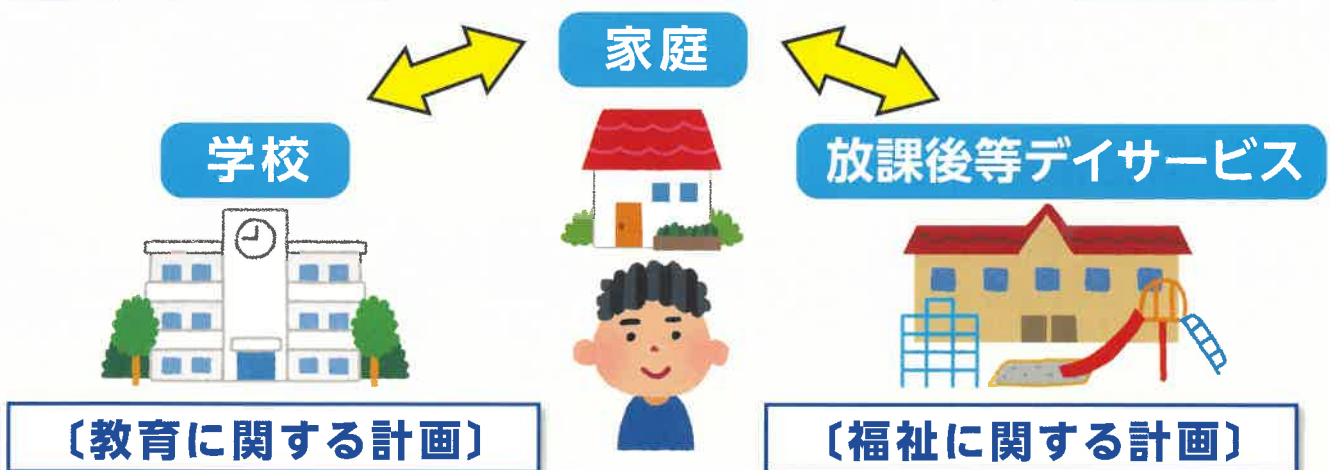 家庭
学校
放課後等デイサービス
〔教育に関する計画〕
〔福祉に関する計画〕